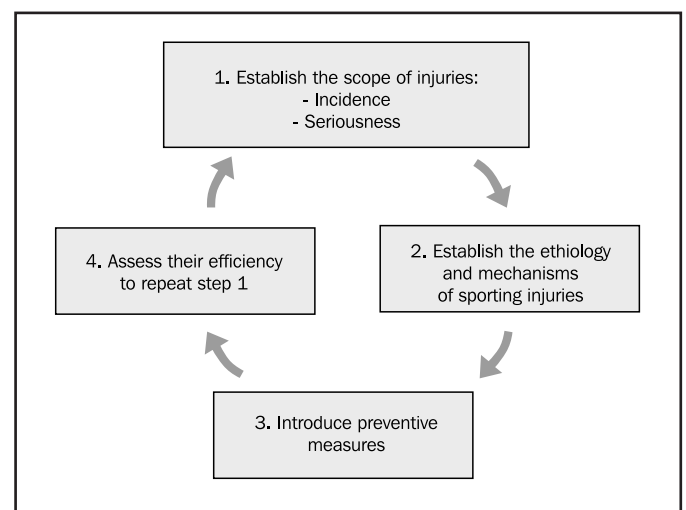 1. Establish the scope of injuries:
- Incidence
- Seriousness
2. Establish the ethiology
and mechanisms
of sporting injuries
3. Introduce preventive
measures
4. Assess their efficiency
to repeat step 1